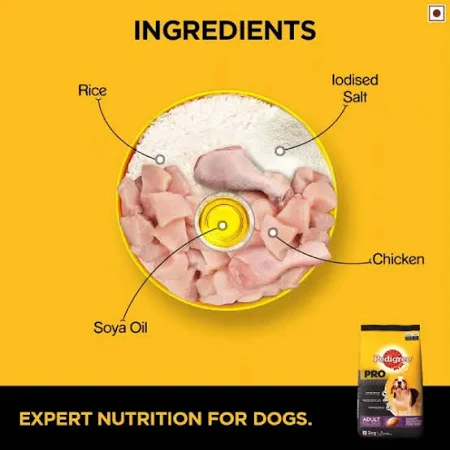 INGREDIENTS
Rice
Iodised
Salt
Chicken
Soya Oil
Pedigree
PRO
ADULT
EXPERT NUTRITION FOR DOGS.